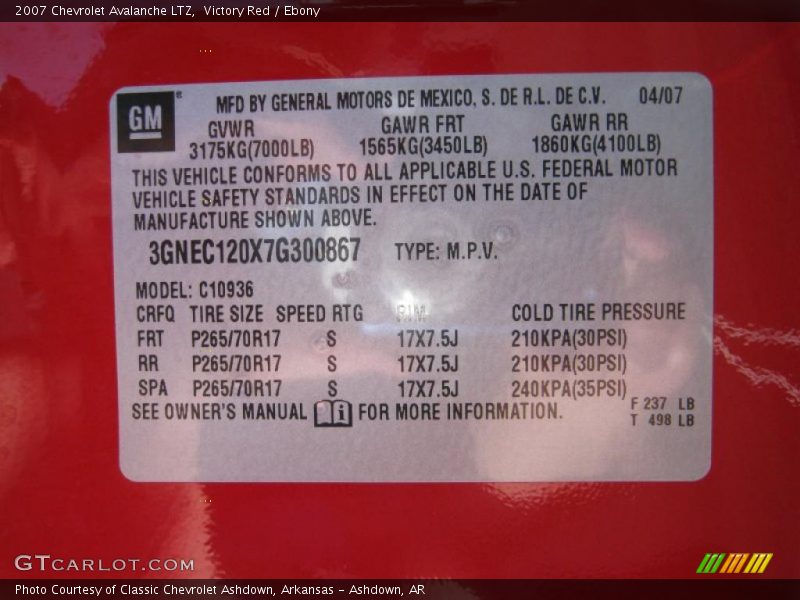 2007 Chevrolet Avalanche LTZ,  Victory Red / Ebony
GM
MFD BY GENERAL MOTORS DE MEXICO, S. DE R.L. DE C.V. 04/07
GVWR GAWR FRT GAWR RR
3175KG(7000LB) 1565KG(3450LB) 1860KG(4100LB)
THIS VEHICLE CONFORMS TO ALL APPLICABLE U.S. FEDERAL MOTOR
VEHICLE SAFETY STANDARDS IN EFFECT ON THE DATE OF
MANUFACTURE SHOWN ABOVE.
3GNEC120X7G300867 TYPE: M.P.V.
MODEL: C10936
CRFQ TIRE SIZE SPEED RTG RIM COLD TIRE PRESSURE
FRT P265/70R17 S 17X7.5J 210KPA(30PSI)
RR P265/70R17 S 17X7.5J 210KPA(30PSI)
SPA P265/70R17 S 17X7.5J 240KPA(35PSI)
SEE OWNER'S MANUAL i FOR MORE INFORMATION.
F 237 LB
T 498 LB
GTCARLOT.COM
Photo Courtesy of Classic Chevrolet Ashdown, Arkansas - Ashdown, AR